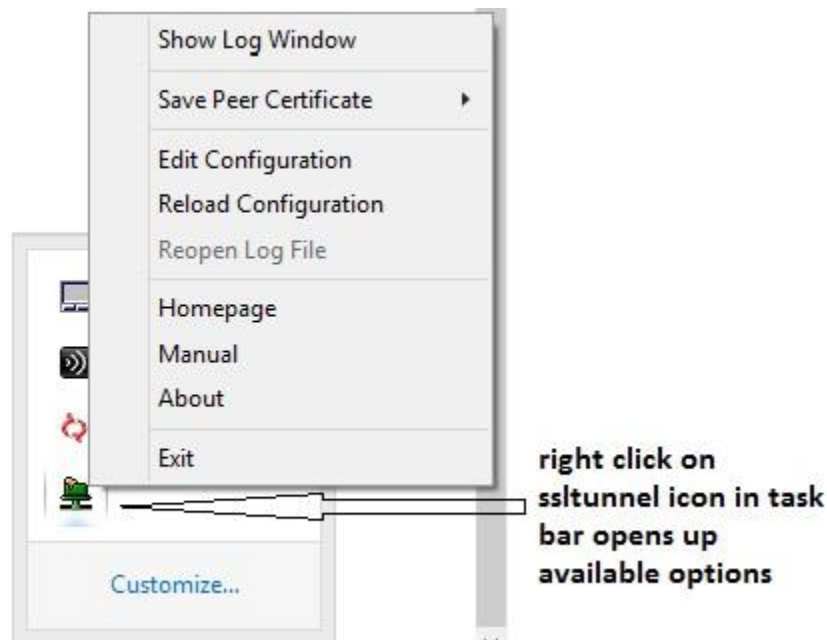 Show Log Window
Save Peer Certificate
Edit Configuration
Reload Configuration
Reopen Log File
Homepage
Manual
About
Exit
right click on
ssltunnel icon in task
bar opens up
available options
Customize...